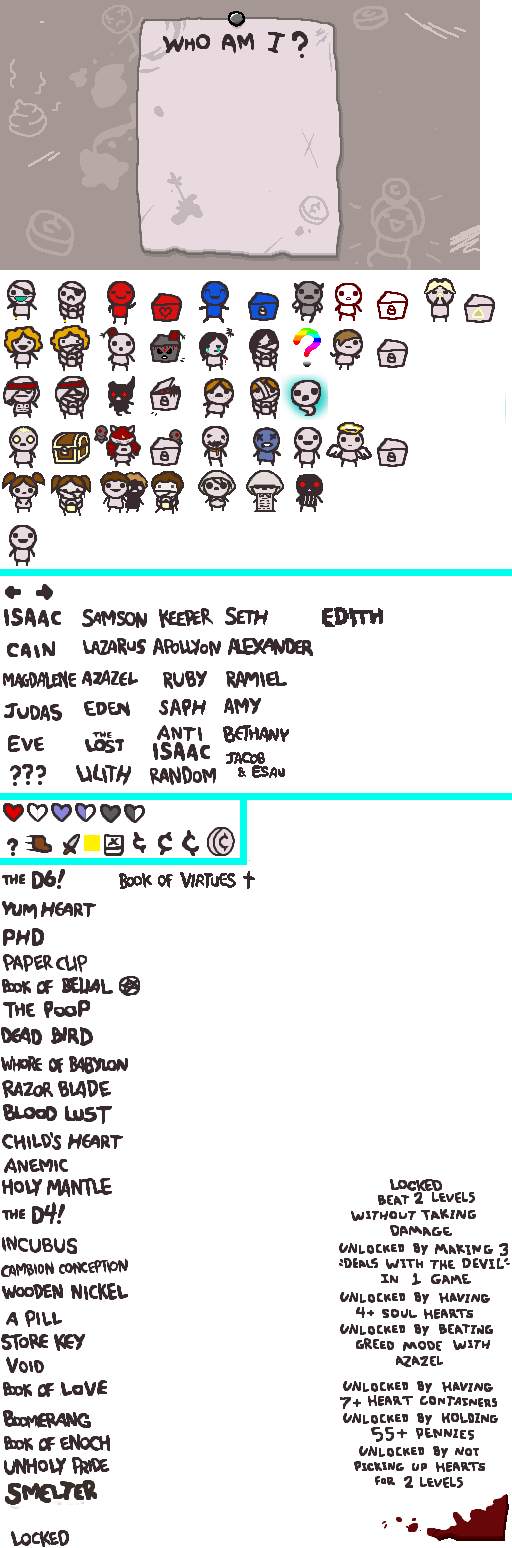 WHO AM I?
ISAAC SAMSON KEEPER SETH EDITH
CAIN LAZARUS APOLLYON ALEXANDER
MAGDALENE AZAZEL RUBY RAMIEL
JUDAS EDEN SAPH AMY
EVE THE LOST ANTI ISAAC BETHANY
??? LILITH RANDOM JACOB & ESAU
?
THE D6! BOOK OF VIRTUES
YUM HEART
PHD
PAPER CLIP
BOOK OF BELIAL
THE POOP
DEAD BIRD
WHORE OF BABYLON
RAZOR BLADE
BLOOD LUST
CHILD'S HEART
ANEMIC
HOLY MANTLE
THE D4!
INCUBUS
CAMBION CONCEPTION
WOODEN NICKEL
A PILL
STORE KEY
VOID
BOOK OF LOVE
BOOMERANG
BOOK OF ENOCH
UNHOLY PRIDE
SMELTER
LOCKED
LOCKED
BEAT 2 LEVELS
WITHOUT TAKING
DAMAGE
UNLOCKED BY MAKING 3
"DEALS WITH THE DEVIL"
IN 1 GAME
UNLOCKED BY HAVING
4+ SOUL HEARTS
UNLOCKED BY BEATING
GREED MODE WITH
AZAZEL
UNLOCKED BY HAVING
7+ HEART CONTAINERS
UNLOCKED BY HOLDING
55+ PENNIES
UNLOCKED BY NOT
PICKING UP HEARTS
FOR 2 LEVELS